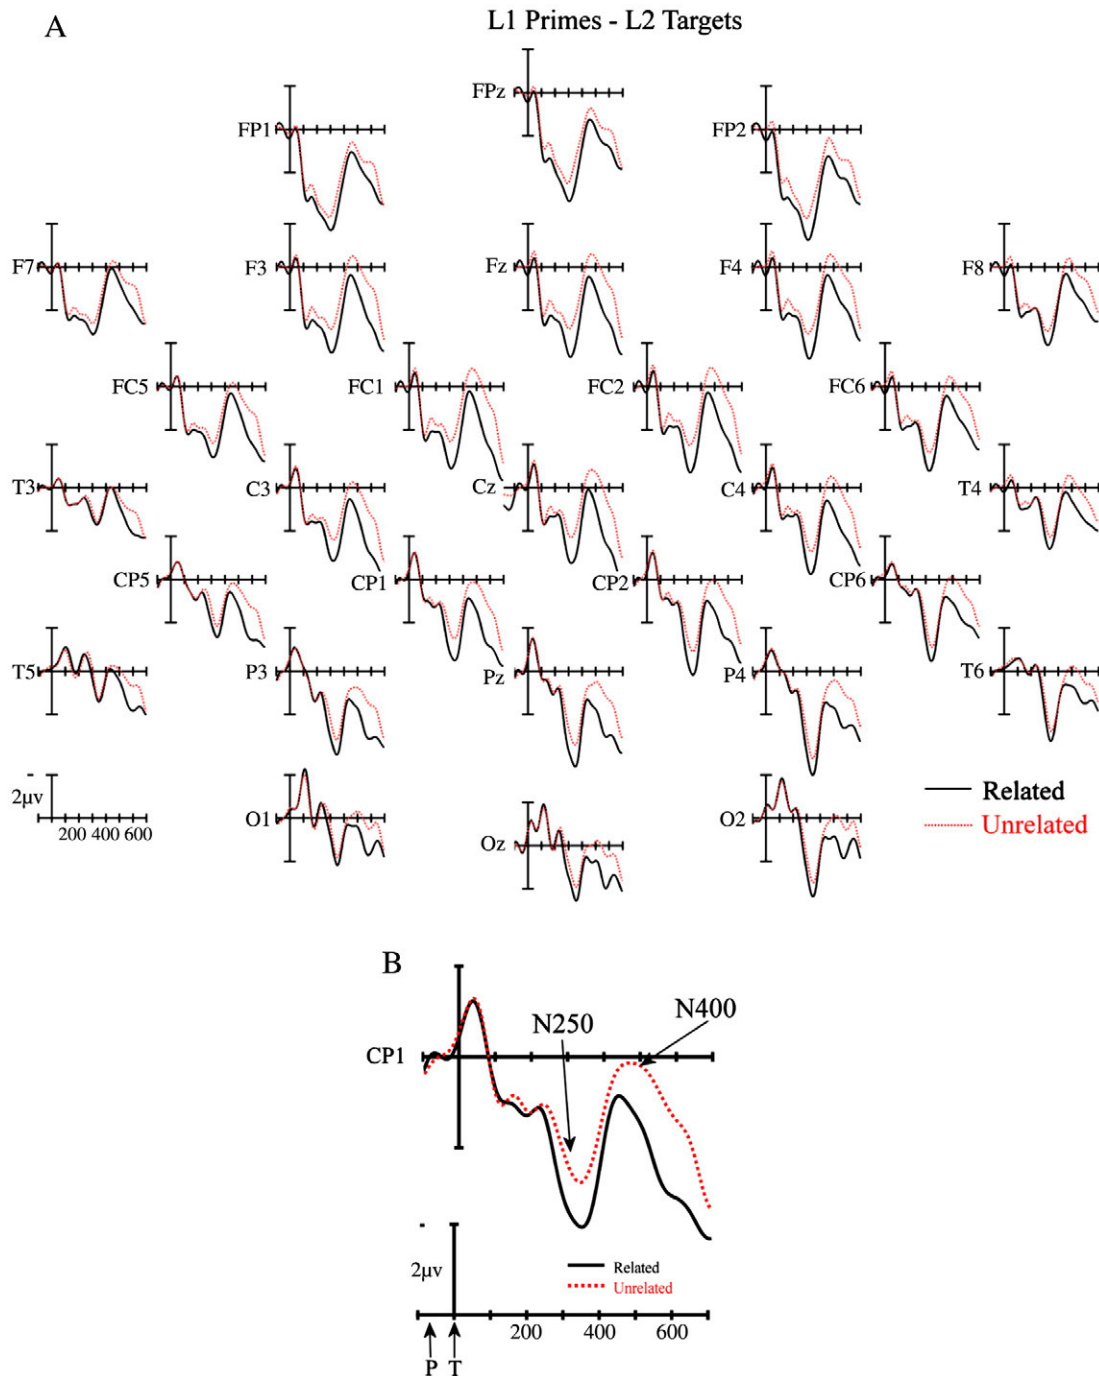 A
L1 Primes - L2 Targets
FPz
FP1
FP2
F7
F3
Fz
F4
F8
FC5
FC1
FC2
FC6
T3
C3
Cz
C4
T4
CP5
CP1
CP2
CP6
T5
P3
Pz
P4
T6
2μv
200 400 600
O1
Oz
O2
Related
Unrelated
B
N250
N400
CP1
2μv
Related
Unrelated
200 400 600
P T